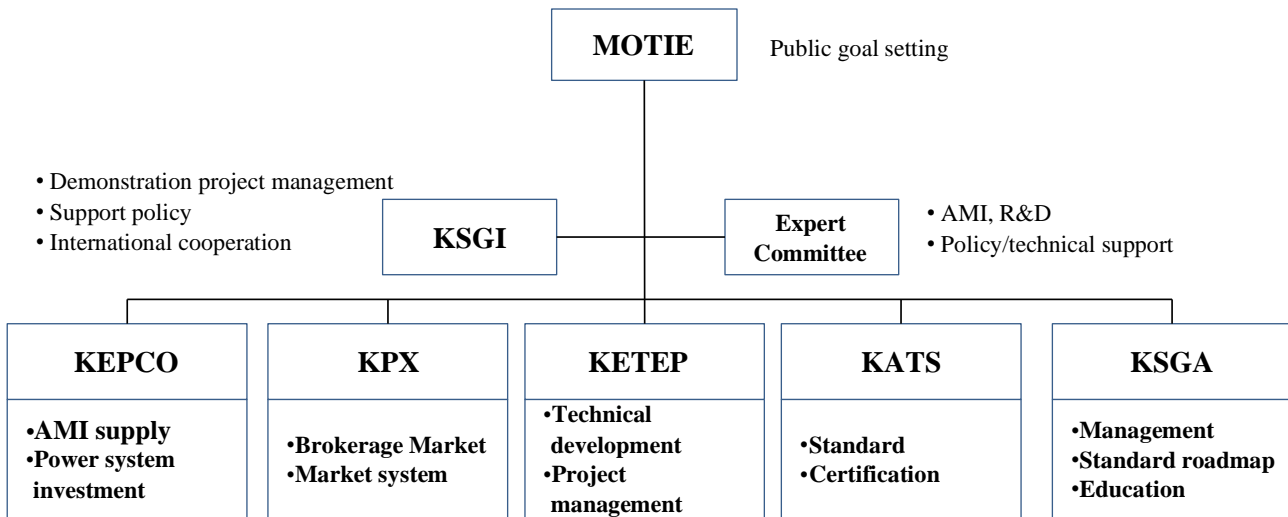 MOTIE
Public goal setting
• Demonstration project management
• Support policy
• International cooperation
KSGI
Expert
Committee
• AMI, R&D
• Policy/technical support
KEPCO
•AMI supply
•Power system
investment
KPX
•Brokerage Market
•Market system
KETEP
•Technical
development
•Project
management
KATS
•Standard
•Certification
KSGA
•Management
•Standard roadmap
•Education